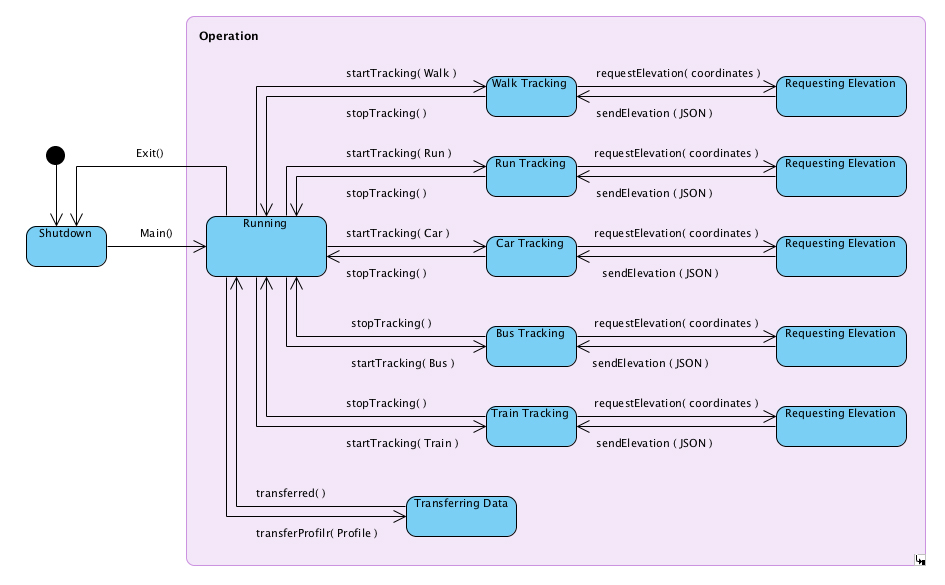 Operation
startTracking( Walk )
requestElevation( coordinates )
Walk Tracking
Requesting Elevation
stopTracking( )
sendElevation ( JSON )
Exit()
startTracking( Run )
requestElevation( coordinates )
Run Tracking
Requesting Elevation
stopTracking( )
sendElevation ( JSON )
Shutdown
Main()
Running
startTracking( Car )
requestElevation( coordinates )
Car Tracking
Requesting Elevation
stopTracking( )
sendElevation ( JSON )
stopTracking( )
requestElevation( coordinates )
Bus Tracking
Requesting Elevation
startTracking( Bus )
sendElevation ( JSON )
stopTracking( )
requestElevation( coordinates )
Train Tracking
Requesting Elevation
startTracking( Train )
sendElevation ( JSON )
transferred( )
Transferring Data
transferProfilr( Profile )